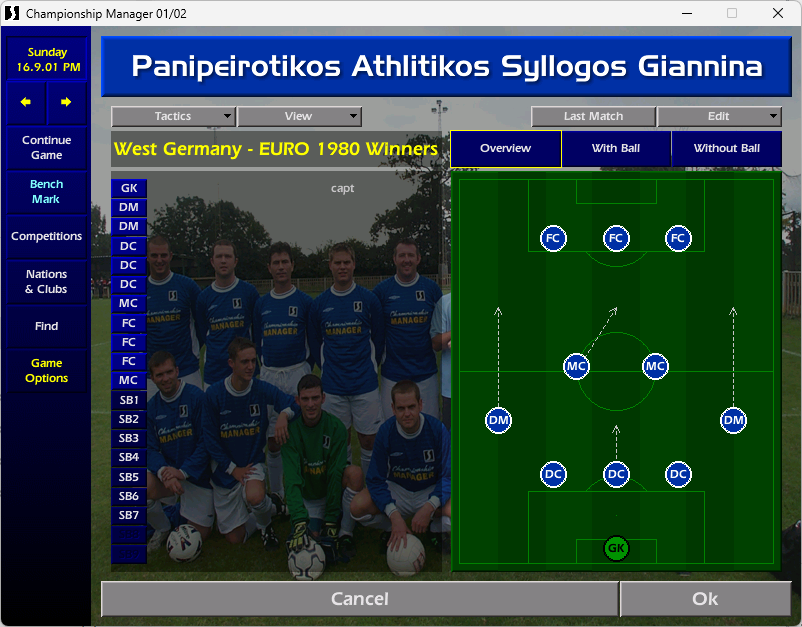 Championship Manager 01/02
Sunday
16.9.01 PM
Continue
Game
Bench
Mark
Competitions
Nations
& Clubs
Find
Game
Options
Panipeirotikos Athlitikos Syllogos Giannina
Tactics
View
Last Match
Edit
West Germany - EURO 1980 Winners
Overview
With Ball
Without Ball
GK
capt
DM
DM
DC
DC
DC
MC
FC
FC
FC
MC
SB1
SB2
SB3
SB4
SB5
SB6
SB7
FC FC FC
MC MC
DM DM
DC DC DC
GK
Championship
MANAGER
Cancel
Ok